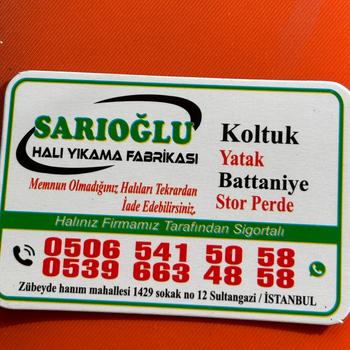 SARIOĞLU
HALI YIKAMA FABRİKASI
Memnun Olmadığınız Halıları Tekrardan
İade Edebilirsiniz.
Koltuk
Yatak
Battaniye
Stor Perde
Halınız Firmamız Tarafından Sigortalı
0506 541 50 58
0539 663 48 58
Zübeyde hanım mahallesi 1429 sokak no 12 Sultangazi / İSTANBUL